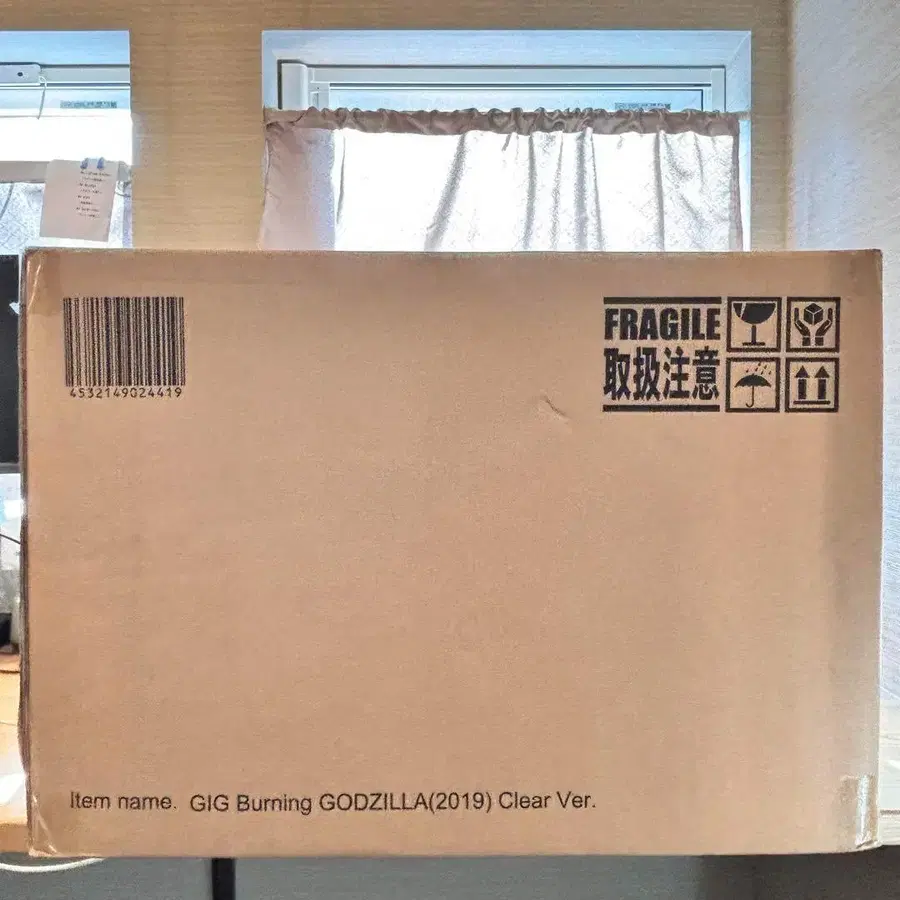 4532149024419
FRAGILE
取扱注意
Item name. GIG Burning GODZILLA(2019) Clear Ver.